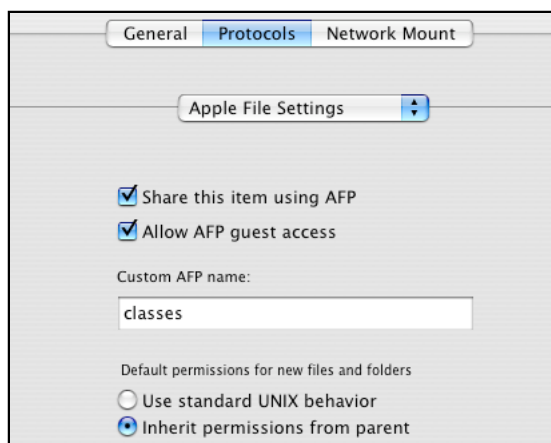 General Protocols Network Mount
Apple File Settings
Share this item using AFP
Allow AFP guest access
Custom AFP name:
classes
Default permissions for new files and folders
Use standard UNIX behavior
Inherit permissions from parent